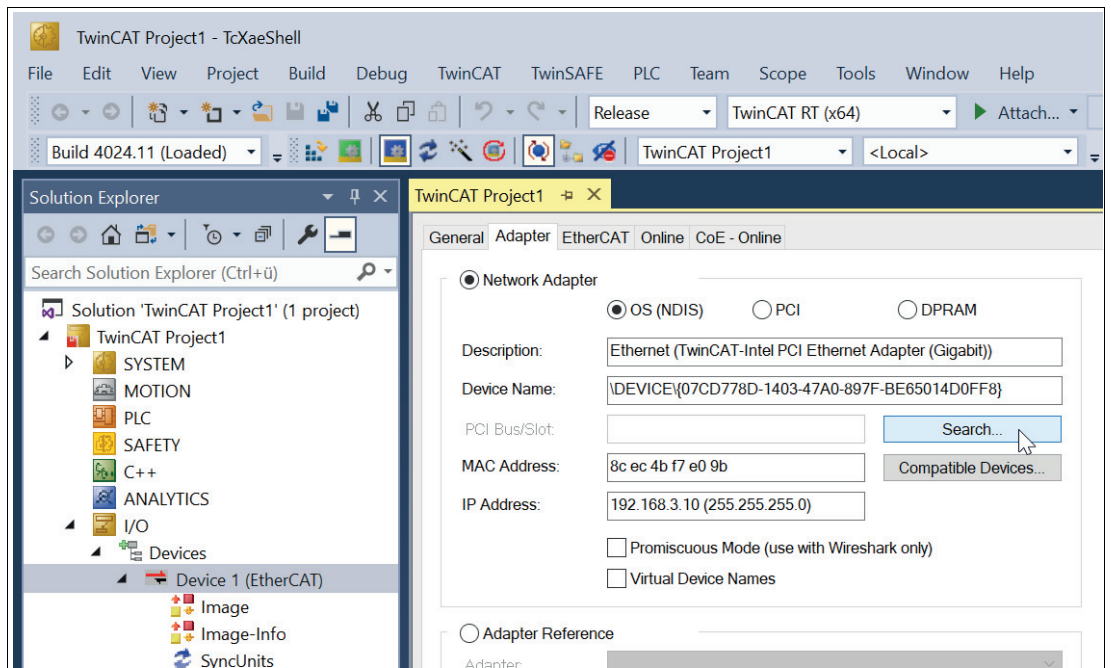 TwinCAT Project1 - TcXaeShell
File Edit View Project Build Debug TwinCAT TwinSAFE PLC Team Scope Tools Window Help
Release TwinCAT RT (x64) Attach...
Build 4024.11 (Loaded) TwinCAT Project1 <Local>
Solution Explorer
Search Solution Explorer (Ctrl+ü)
Solution 'TwinCAT Project1' (1 project)
TwinCAT Project1
SYSTEM
MOTION
PLC
SAFETY
C++
ANALYTICS
I/O
Devices
Device 1 (EtherCAT)
Image
Image-Info
SyncUnits
TwinCAT Project1
General Adapter EtherCAT Online CoE - Online
Network Adapter
OS (NDIS) PCI DPRAM
Description: Ethernet (TwinCAT-Intel PCI Ethernet Adapter (Gigabit))
Device Name: \DEVICE\{07CD778D-1403-47A0-897F-BE65014D0FF8}
PCI Bus/Slot: Search...
MAC Address: 8c ec 4b f7 e0 9b Compatible Devices...
IP Address: 192.168.3.10 (255.255.255.0)
Promiscuous Mode (use with Wireshark only)
Virtual Device Names
Adapter Reference
Adapter: